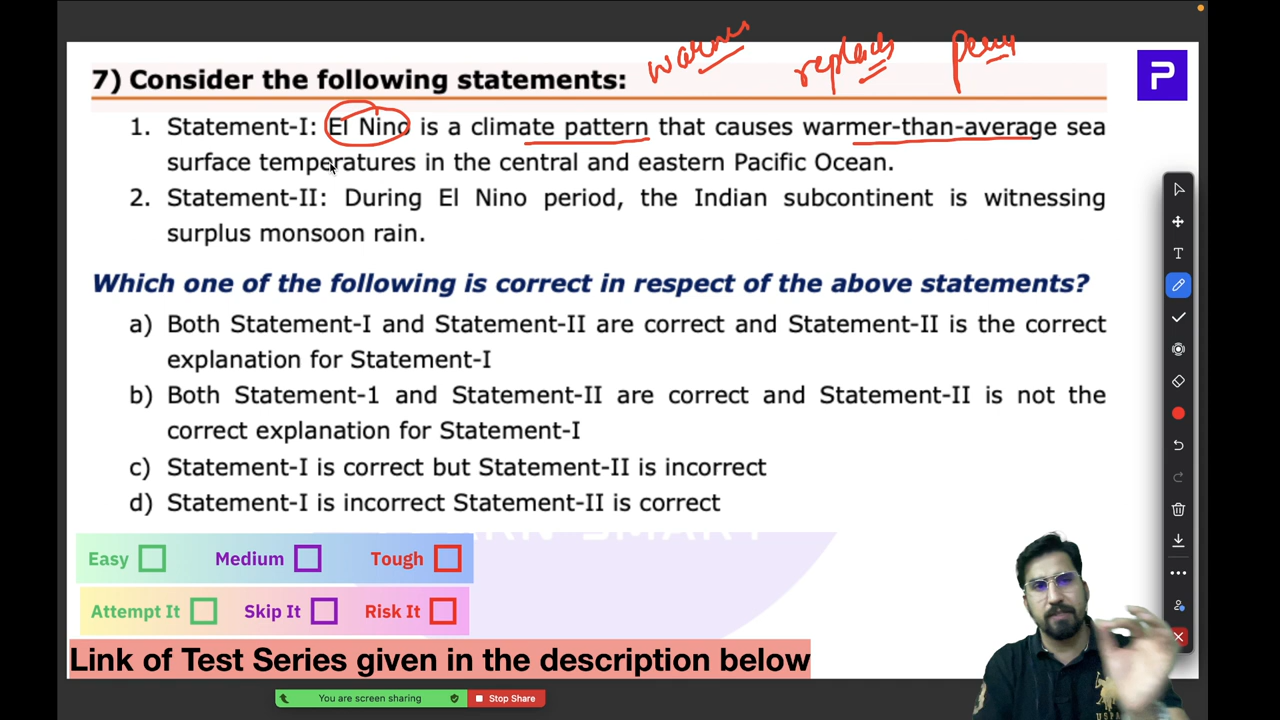 warmer replaces Peru
7) Consider the following statements:
1. Statement-I: El Nino is a climate pattern that causes warmer-than-average sea
surface temperatures in the central and eastern Pacific Ocean.
2. Statement-II: During El Nino period, the Indian subcontinent is witnessing
surplus monsoon rain.
Which one of the following is correct in respect of the above statements?
a) Both Statement-I and Statement-II are correct and Statement-II is the correct
explanation for Statement-I
b) Both Statement-1 and Statement-II are correct and Statement-II is not the
correct explanation for Statement-I
c) Statement-I is correct but Statement-II is incorrect
d) Statement-I is incorrect Statement-II is correct
Easy Medium Tough
Attempt It Skip It Risk It
Link of Test Series given in the description below
You are screen sharing Stop Share